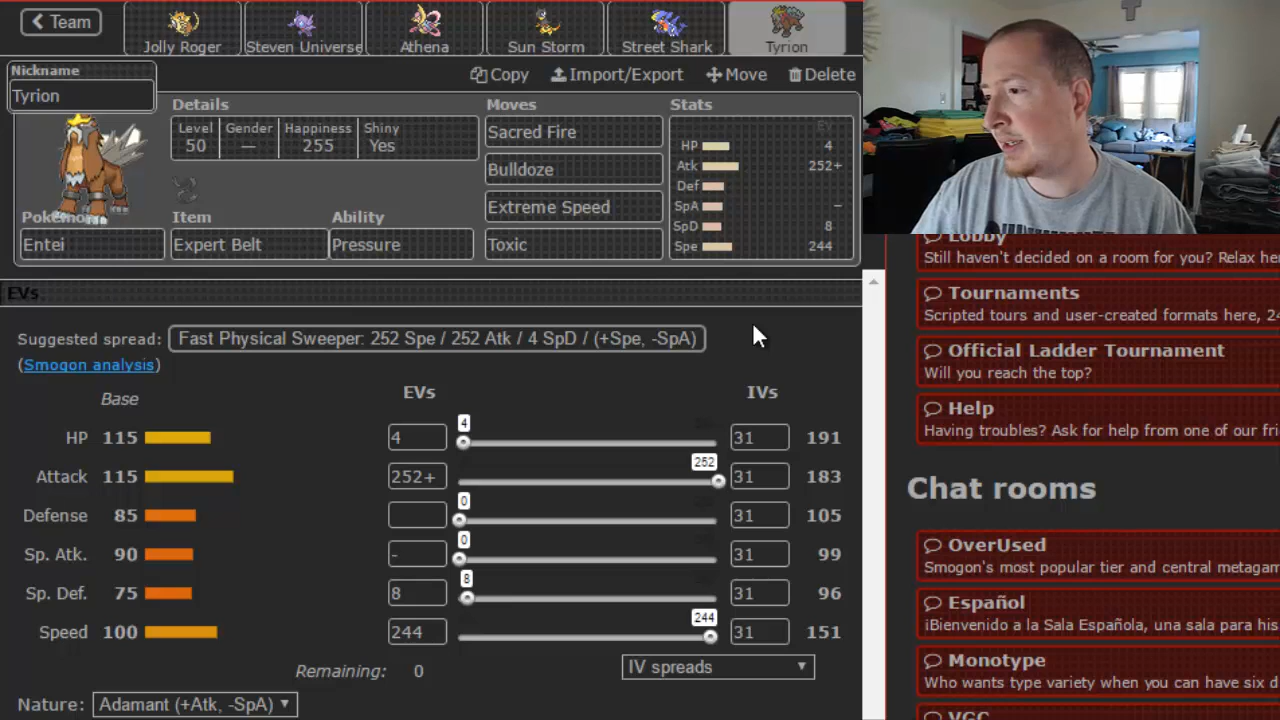 Team
Jolly Roger
Steven Universe
Athena
Sun Storm
Street Shark
Tyrion
Nickname
Tyrion
Copy
Import/Export
Move
Delete
Details
Level
50
Gender
—
Happiness
255
Shiny
Yes
Pokémon
Entei
Item
Expert Belt
Ability
Pressure
Moves
Sacred Fire
Bulldoze
Extreme Speed
Toxic
Stats
EV
HP 4
Atk 252+
Def
SpA –
SpD 8
Spe 244
EVs
Suggested spread: Fast Physical Sweeper: 252 Spe / 252 Atk / 4 SpD / (+Spe, -SpA)
(Smogon analysis)
Base EVs IVs
HP 115 4 4 31 191
Attack 115 252+ 252 31 183
Defense 85 0 31 105
Sp. Atk. 90 - 0 31 99
Sp. Def. 75 8 8 31 96
Speed 100 244 244 31 151
Remaining: 0
IV spreads
Nature: Adamant (+Atk, -SpA)
Lobby
Still haven't decided on a room for you? Relax he
Tournaments
Scripted tours and user-created formats here, 24
Official Ladder Tournament
Will you reach the top?
Help
Having troubles? Ask for help from one of our fri
Chat rooms
OverUsed
Smogon's most popular tier and central metagam
Español
¡Bienvenido a la Sala Española, una sala para his
Monotype
Who wants type variety when you can have six d
VGC